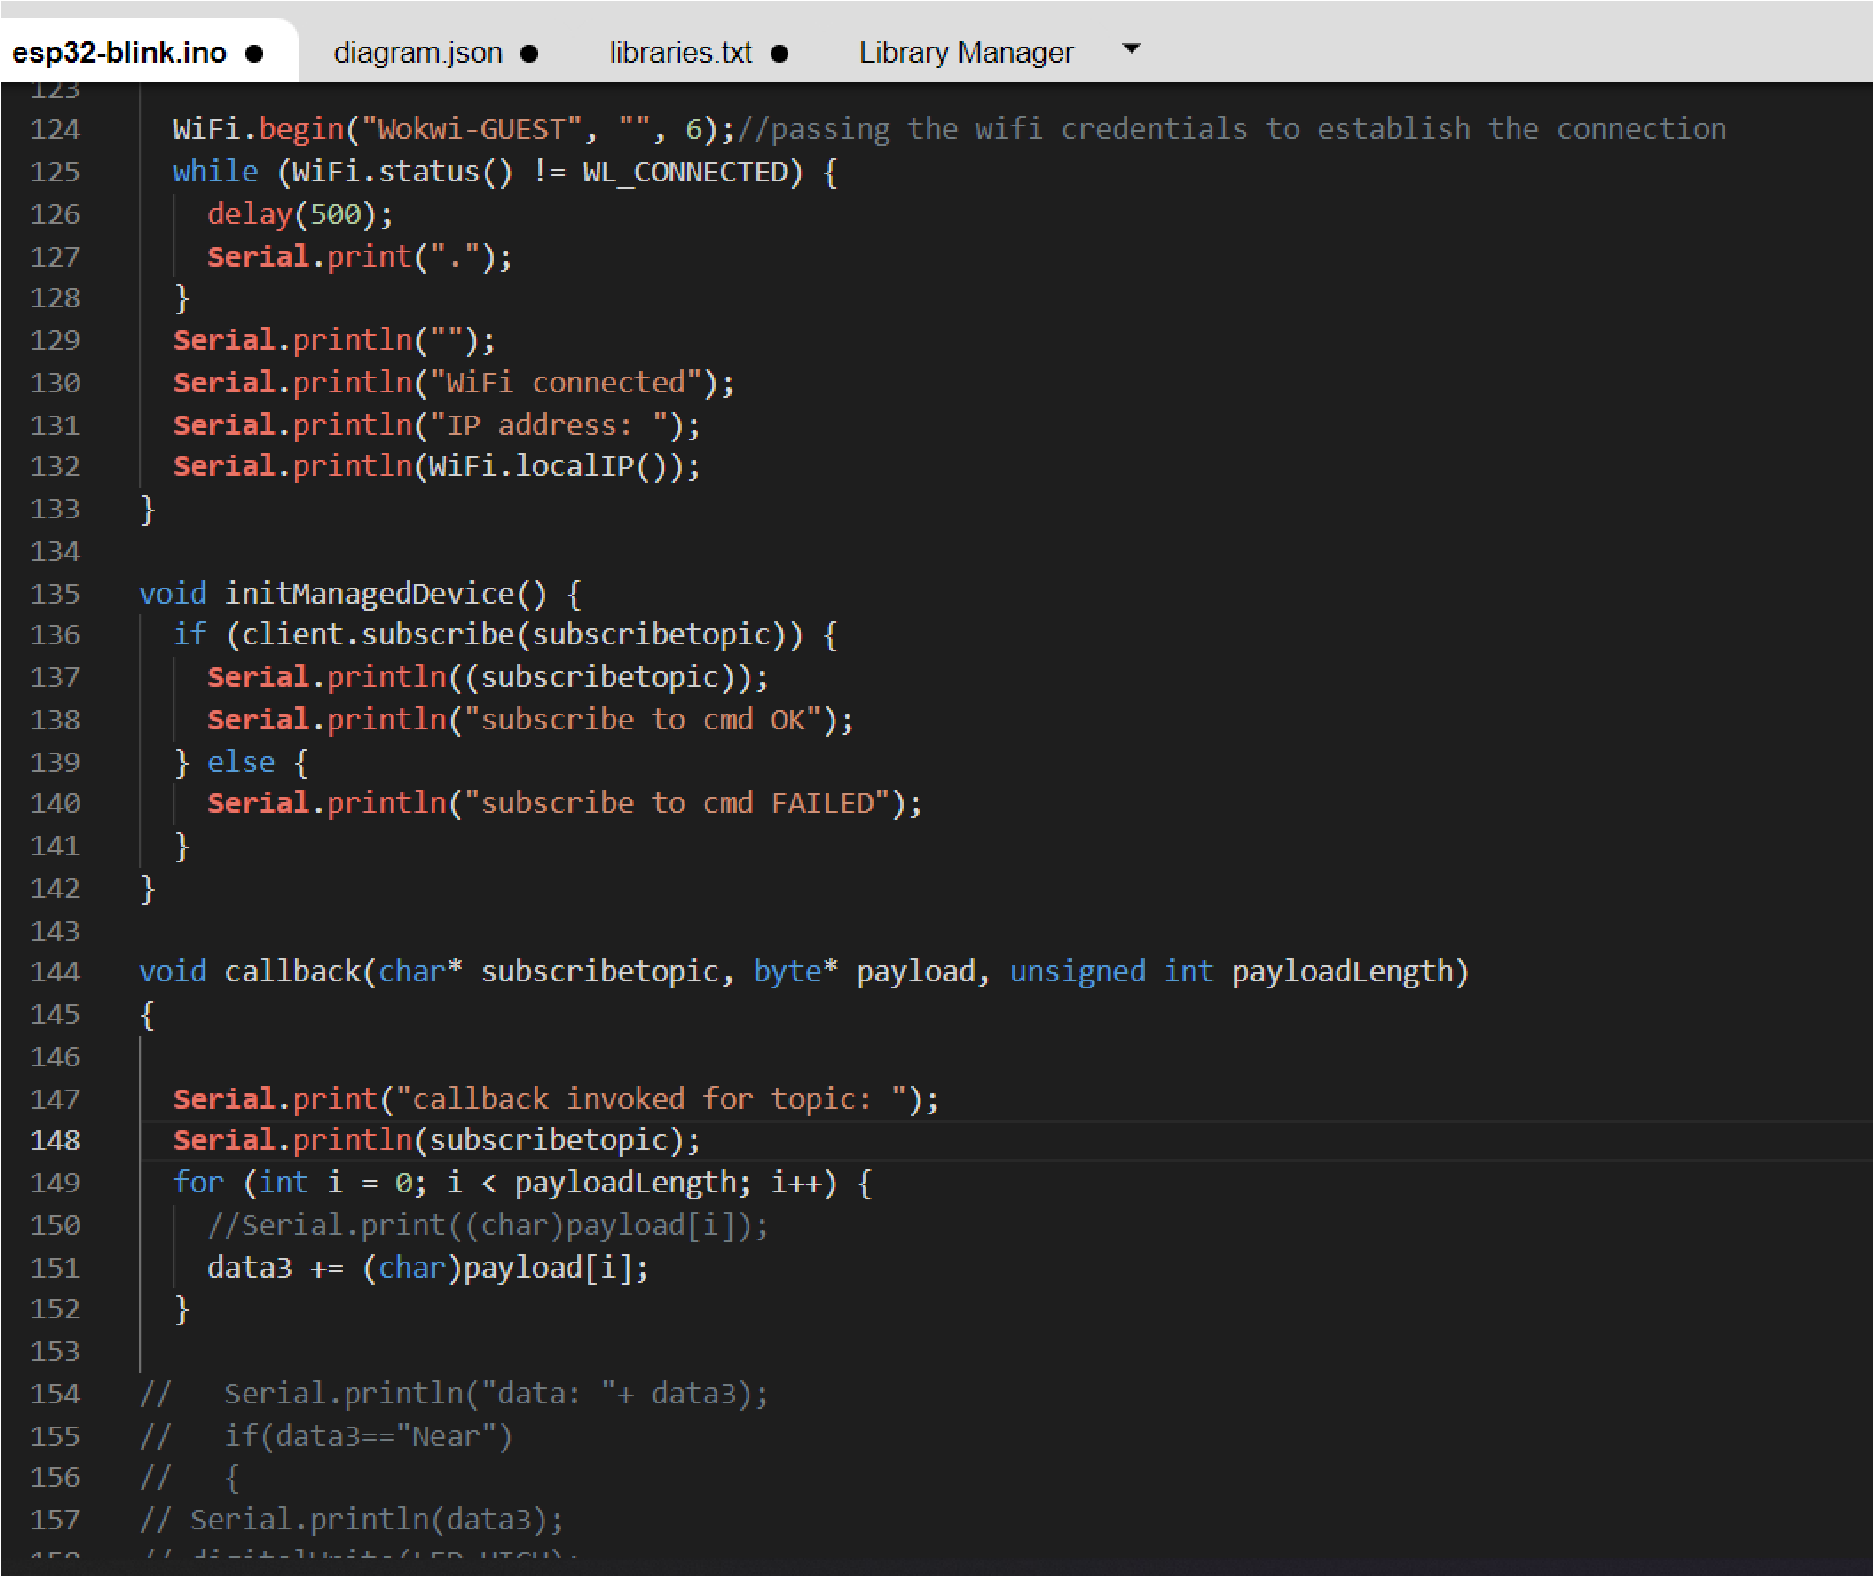 esp32-blink.ino ● diagram.json ● libraries.txt ● Library Manager ▼
123
124 WiFi.begin("Wokwi-GUEST", "", 6);//passing the wifi credentials to establish the connection
125 while (WiFi.status() != WL_CONNECTED) {
126 delay(500);
127 Serial.print(".");
128 }
129 Serial.println("");
130 Serial.println("WiFi connected");
131 Serial.println("IP address: ");
132 Serial.println(WiFi.localIP());
133 }
134
135 void initManagedDevice() {
136 if (client.subscribe(subscribetopic)) {
137 Serial.println((subscribetopic));
138 Serial.println("subscribe to cmd OK");
139 } else {
140 Serial.println("subscribe to cmd FAILED");
141 }
142 }
143
144 void callback(char* subscribetopic, byte* payload, unsigned int payloadLength)
145 {
146
147 Serial.print("callback invoked for topic: ");
148 Serial.println(subscribetopic);
149 for (int i = 0; i < payloadLength; i++) {
150 //Serial.print((char)payload[i]);
151 data3 += (char)payload[i];
152 }
153
154 // Serial.println("data: "+ data3);
155 // if(data3=="Near")
156 // {
157 // Serial.println(data3);
158 // digitalWrite(LED,HIGH);